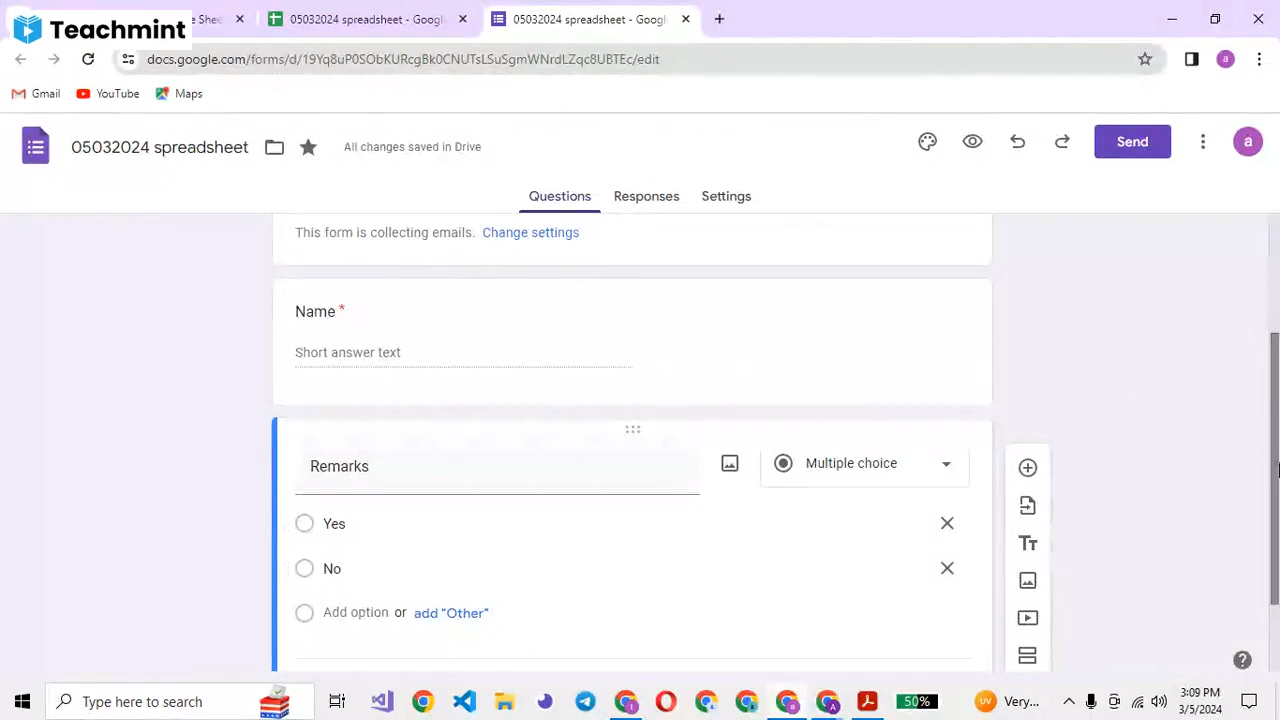 Teachmint
e Shee
05032024 spreadsheet - Googl
05032024 spreadsheet - Googl
docs.google.com/forms/d/19Yq8uP0SObKURcgBk0CNUTsLSuSgmWNrdLZqc8UBTEc/edit
Gmail
YouTube
Maps
05032024 spreadsheet
All changes saved in Drive
Send
a
Questions
Responses
Settings
This form is collecting emails. Change settings
Name *
Short answer text
Remarks
Multiple choice
Yes
No
Add option or add "Other"
Type here to search
50%
UV Very...
3:09 PM
3/5/2024